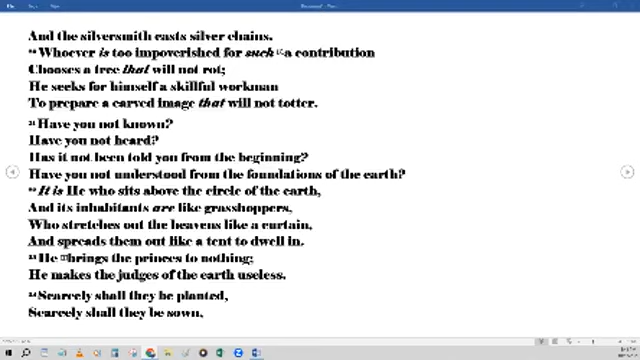 And the silversmith casts silver chains.
20 Whoever is too impoverished for such a contribution
Chooses a tree that will not rot;
He seeks for himself a skillful workman
To prepare a carved image that will not totter.
21 Have you not known?
Have you not heard?
Has it not been told you from the beginning?
Have you not understood from the foundations of the earth?
22 It is He who sits above the circle of the earth,
And its inhabitants are like grasshoppers,
Who stretches out the heavens like a curtain,
And spreads them out like a tent to dwell in.
23 He brings the princes to nothing;
He makes the judges of the earth useless.
24 Scarcely shall they be planted,
Scarcely shall they be sown,